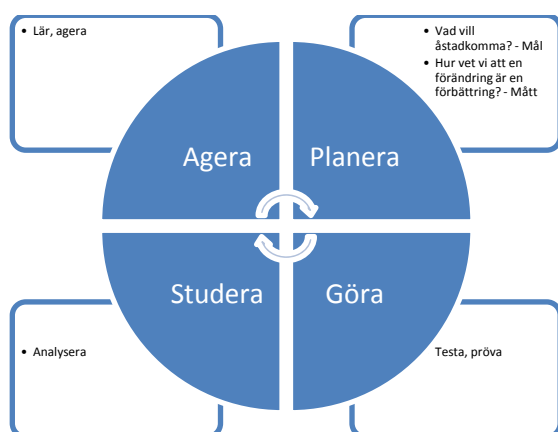 • Lär, agera
• Vad vill
åstadkomma? - Mål
• Hur vet vi att en
förändring är en
förbättring? - Mått
Agera
Planera
Studera
Göra
• Analysera
Testa, pröva